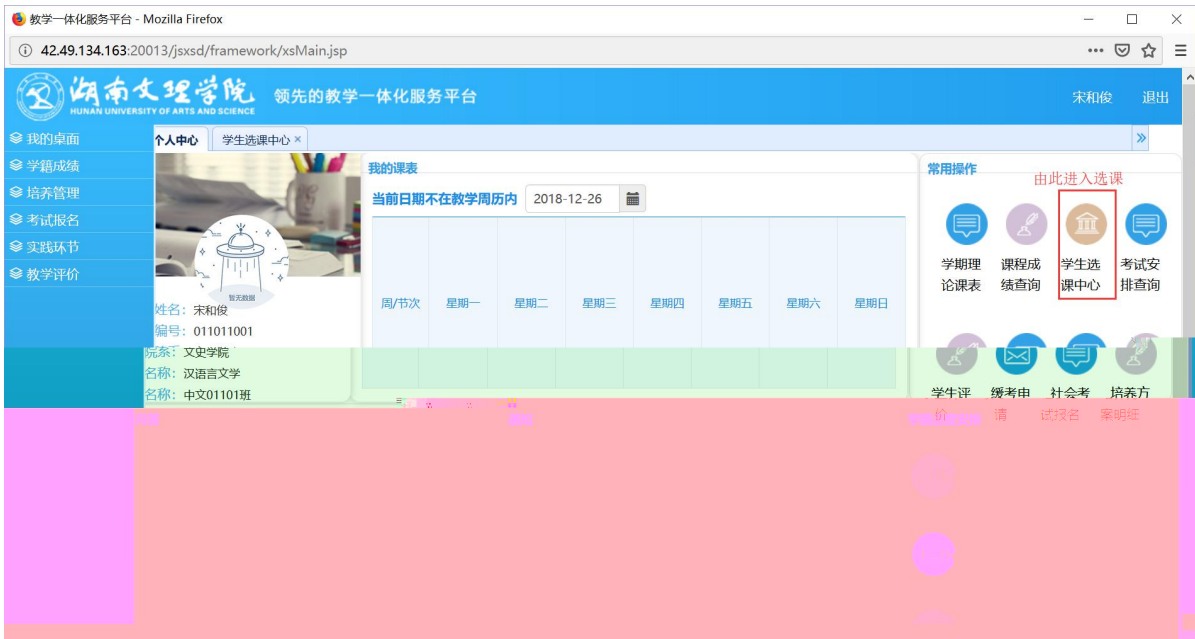 教学一体化服务平台 - Mozilla Firefox
42.49.134.163:20013/jsxsd/framework/xsMain.jsp
湖南文理学院
HUNAN UNIVERSITY OF ARTS AND SCIENCE
领先的教学一体化服务平台
宋和俊 退出
我的桌面
学籍成绩
培养管理
考试报名
实践环节
教学评价
个人中心 学生选课中心 ×
暂无数据
姓名：宋和俊
编号：011011001
院系：文史学院
名称：汉语言文学
名称：中文01101班
我的课表
当前日期不在教学周历内 2018-12-26
周/节次 星期一 星期二 星期三 星期四 星期五 星期六 星期日
常用操作
由此进入选课
学期理论课表
课程成绩查询
学生选课中心
考试安排查询
学生评价
缓考申请
社会考试报名
培养方案明细